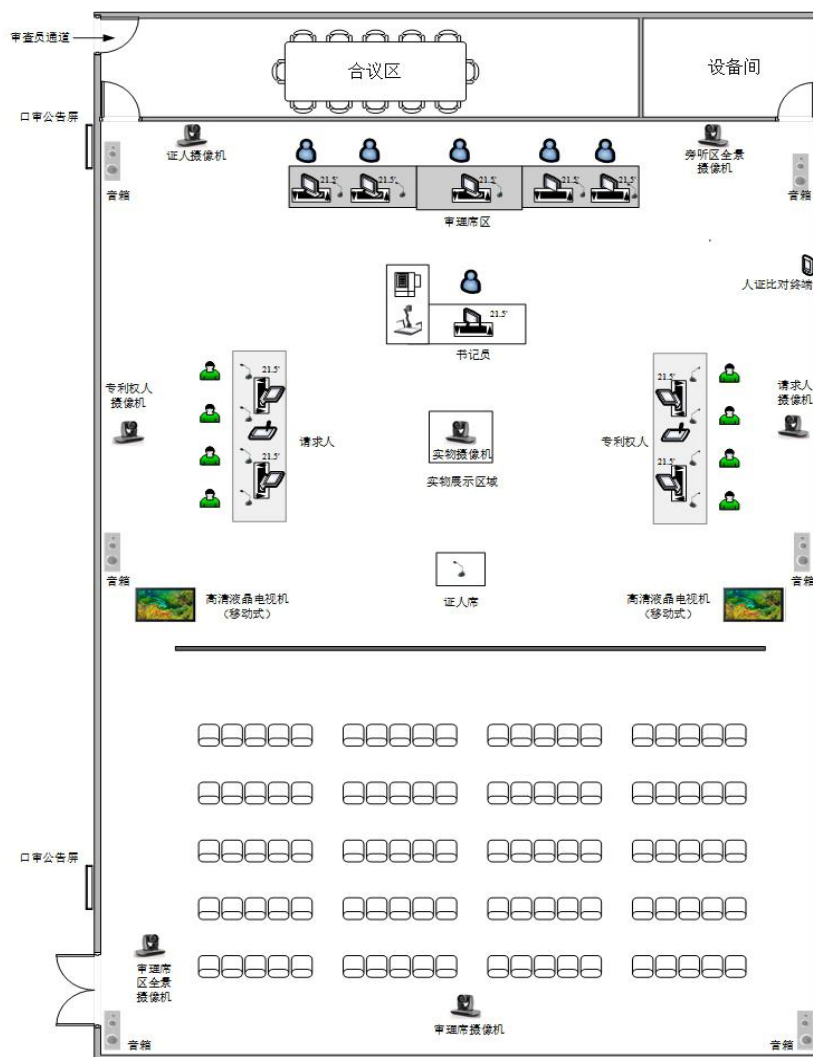 审查员通道
合议区
设备间
口审公告屏
证人摄像机
旁听区全景
摄像机
音箱
21.5'
21.5'
21.5'
21.5'
21.5'
音箱
审理席区
人证比对终端
21.5'
书记员
专利权人
摄像机
21.5'
21.5'
请求人
实物摄像机
实物展示区域
专利权人
21.5'
21.5'
请求人
摄像机
音箱
高清液晶电视机
（移动式）
证人席
高清液晶电视机
（移动式）
音箱
口审公告屏
审理席
区全景
摄像机
审理席摄像机
音箱
音箱